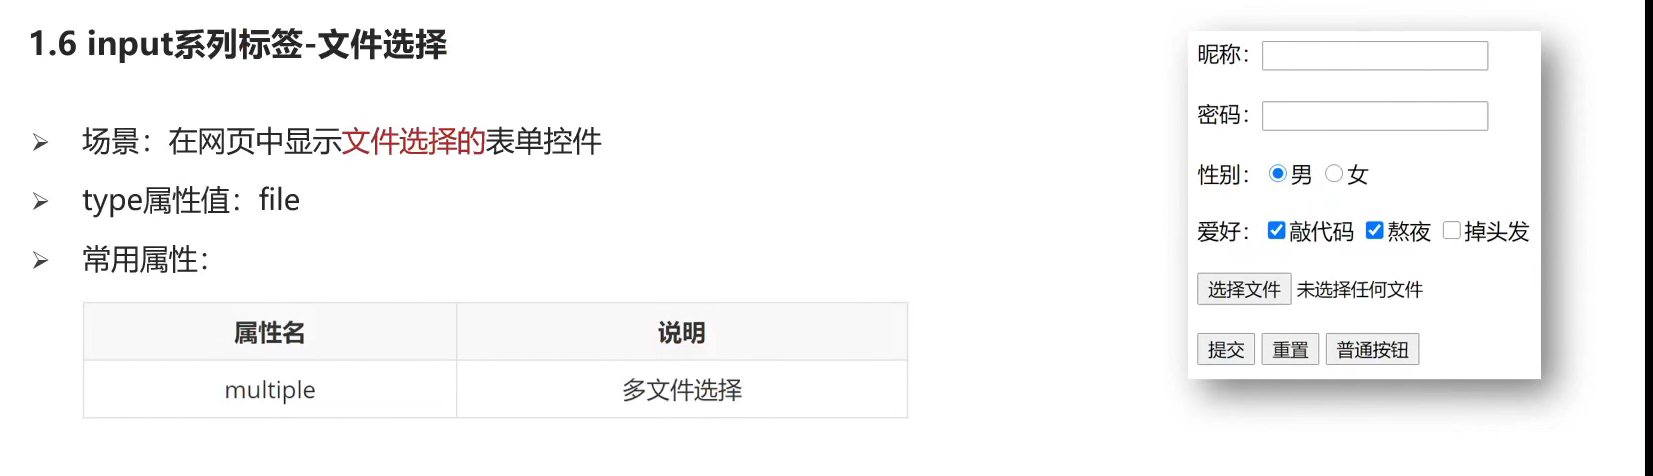 1.6 input系列标签-文件选择
场景：在网页中显示文件选择的表单控件
type属性值：file
常用属性：
属性名 说明
multiple 多文件选择
昵称：
密码：
性别： 男 女
爱好： 敲代码 熬夜 掉头发
选择文件 未选择任何文件
提交 重置 普通按钮